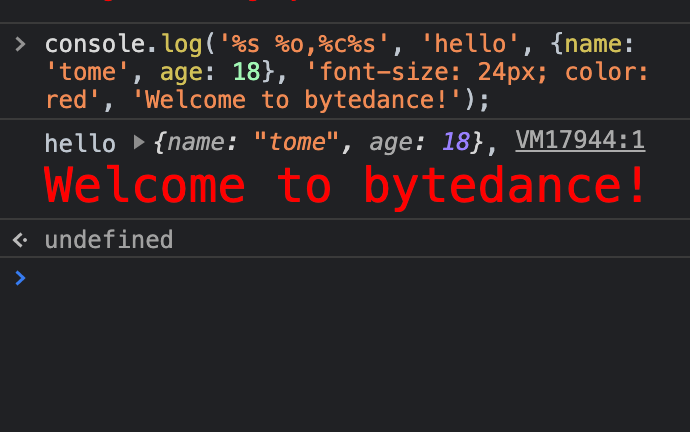 console.log('%s %o,%c%s', 'hello', {name:
'tome', age: 18}, 'font-size: 24px; color:
red', 'Welcome to bytedance!');
hello {name: "tome", age: 18}, VM17944:1
Welcome to bytedance!
undefined